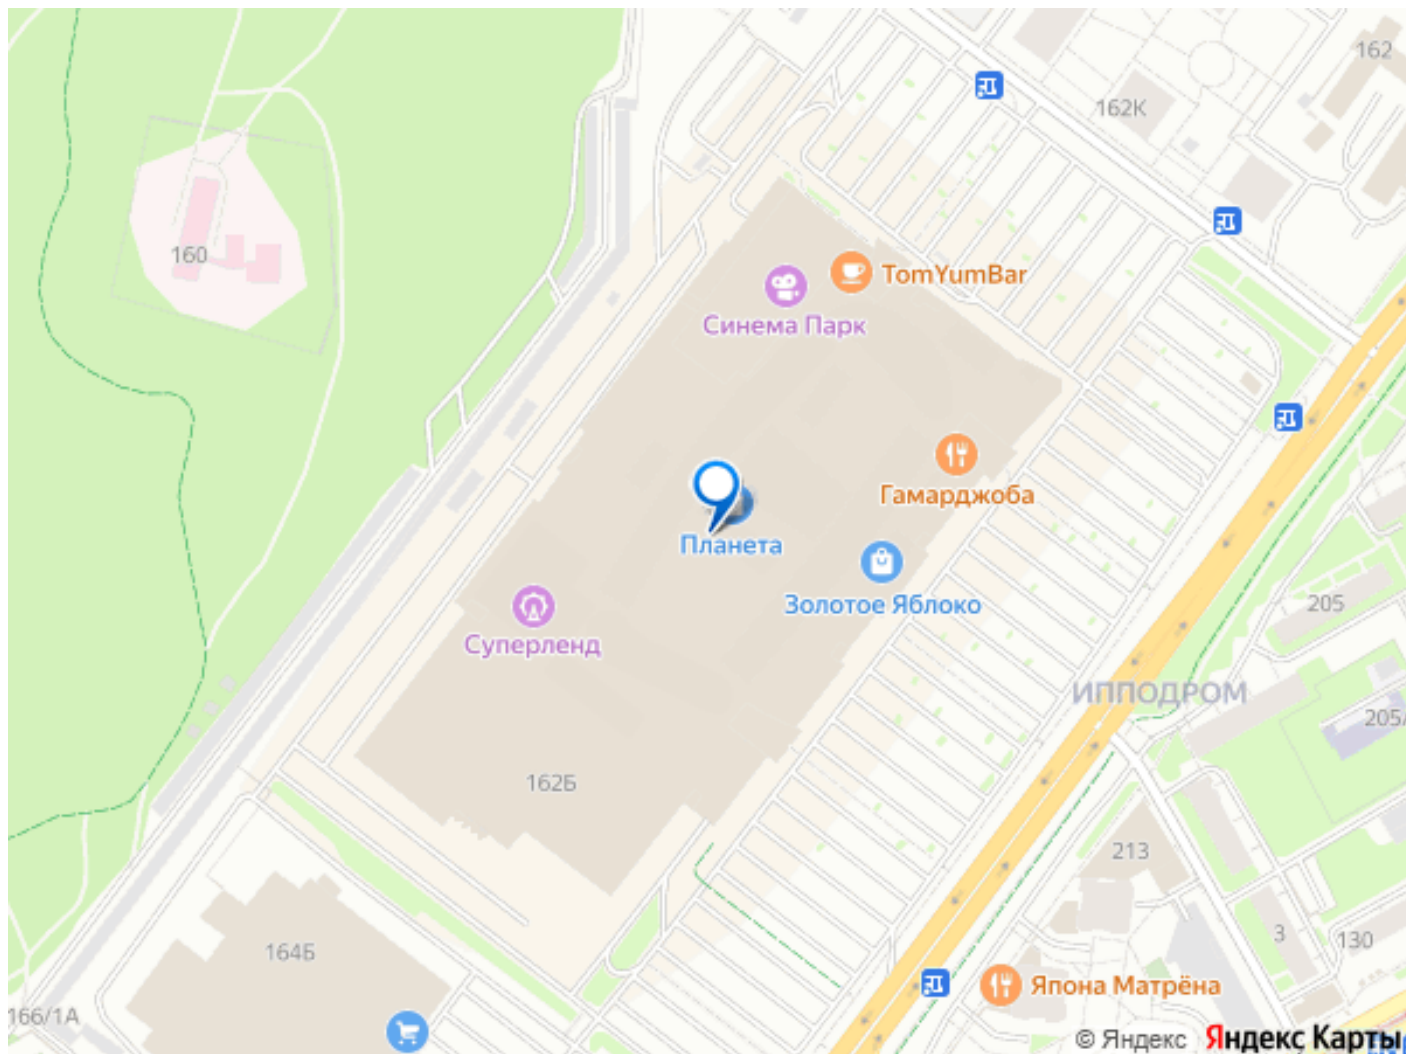 162
162К
160
TomYumBar
Синема Парк
Гамарджоба
Планета
Золотое Яблоко
205
Суперленд
ИППОДРОМ
205/
162Б
213
3
130
164Б
Япона Матрёна
166/1А
© Яндекс Яндекс Карты